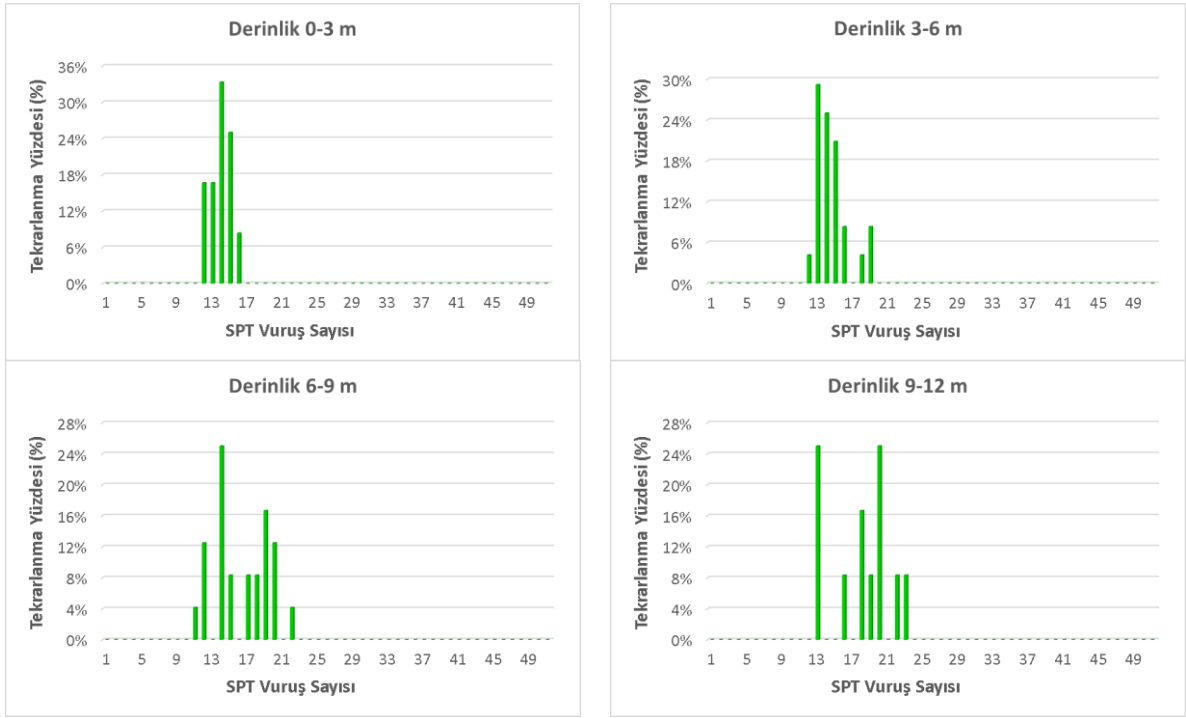 Derinlik 0-3 m
Tekrarlanma Yüzdesi (%)
36%
30%
24%
18%
12%
6%
0%
1 5 9 13 17 21 25 29 33 37 41 45 49
SPT Vuruş Sayısı
Derinlik 3-6 m
Tekrarlanma Yüzdesi (%)
30%
24%
18%
12%
6%
0%
1 5 9 13 17 21 25 29 33 37 41 45 49
SPT Vuruş Sayısı
Derinlik 6-9 m
Tekrarlanma Yüzdesi (%)
28%
24%
20%
16%
12%
8%
4%
0%
1 5 9 13 17 21 25 29 33 37 41 45 49
SPT Vuruş Sayısı
Derinlik 9-12 m
Tekrarlanma Yüzdesi (%)
28%
24%
20%
16%
12%
8%
4%
0%
1 5 9 13 17 21 25 29 33 37 41 45 49
SPT Vuruş Sayısı